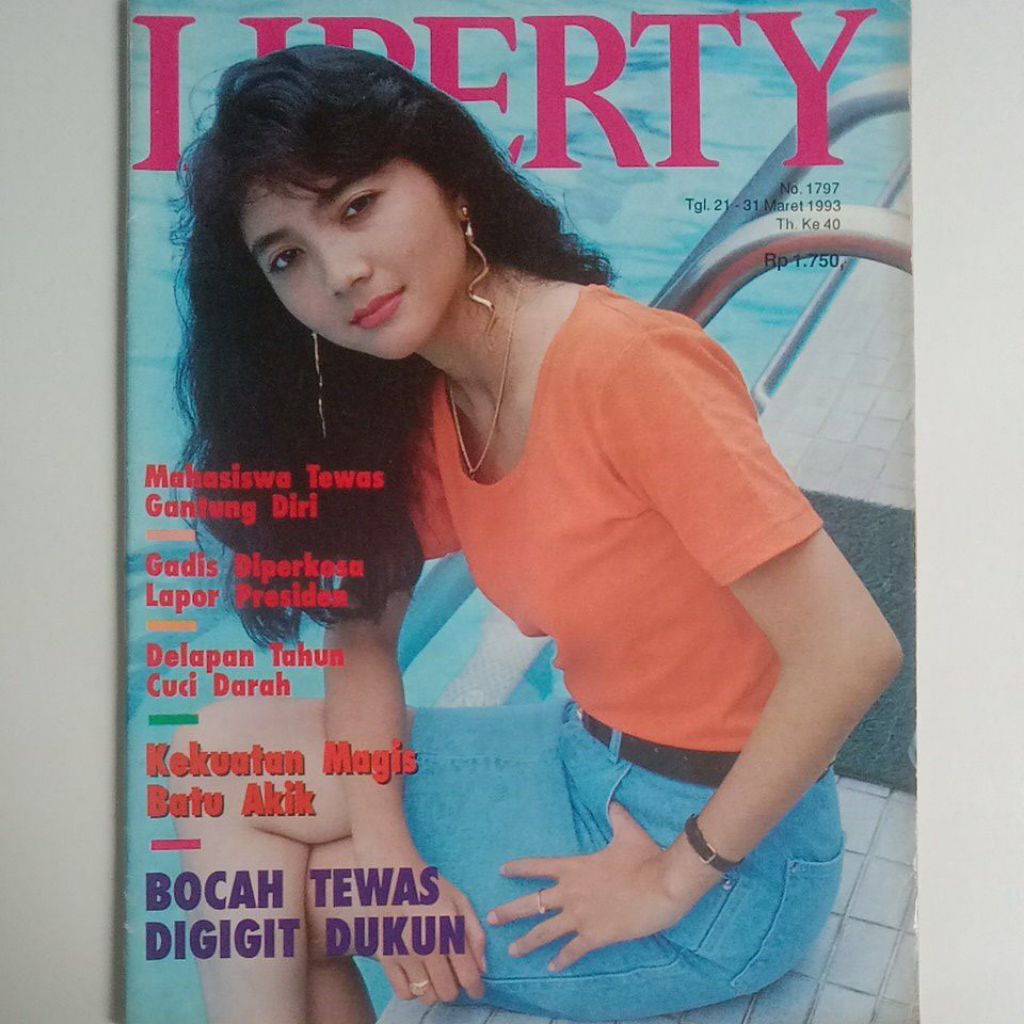 LIBERTY
No. 1797
Tgl. 21 - 31 Maret 1993
Th. Ke 40
Rp 1.750,-
Mahasiswa Tewas
Gantung Diri
Gadis Diperkosa
Lapor Presiden
Delapan Tahun
Cuci Darah
Kekuatan Magis
Batu Akik
BOCAH TEWAS
DIGIGIT DUKUN